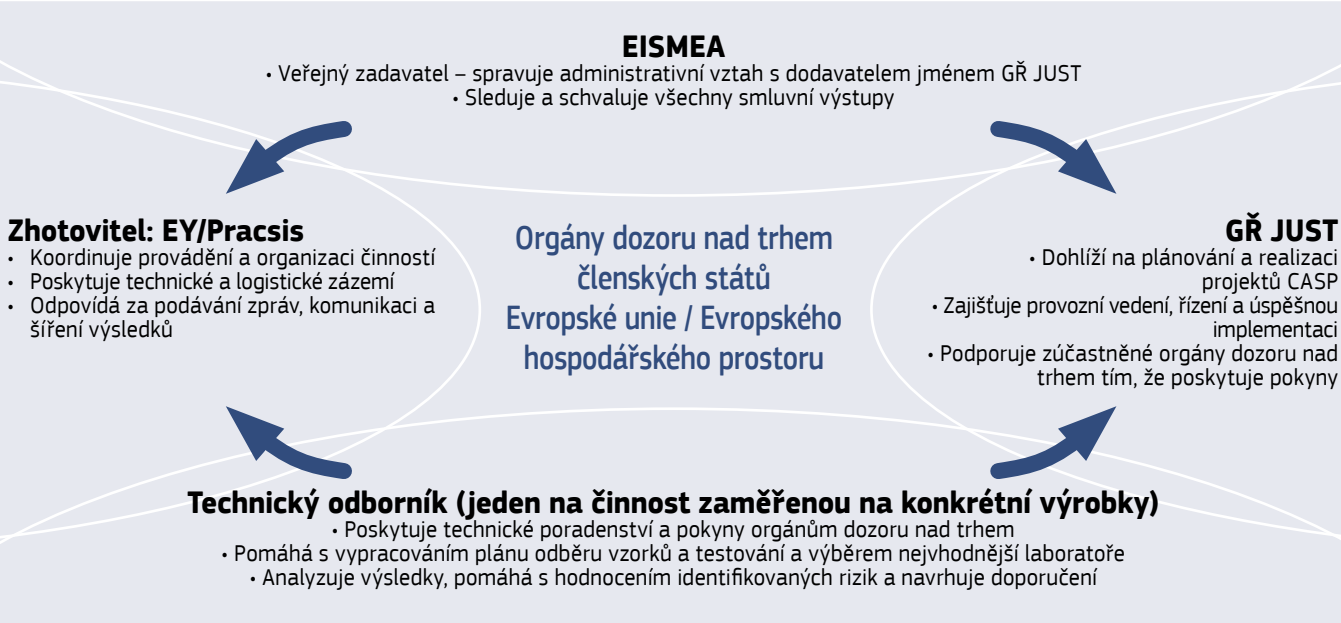 EISMEA
• Veřejný zadavatel – spravuje administrativní vztah s dodavatelem jménem GŘ JUST
• Sleduje a schvaluje všechny smluvní výstupy
Zhotovitel: EY/Pracsis
• Koordinuje provádění a organizaci činností
• Poskytuje technické a logistické zázemí
• Odpovídá za podávání zpráv, komunikaci a
šíření výsledků
Orgány dozoru nad trhem
členských států
Evropské unie / Evropského
hospodářského prostoru
GŘ JUST
• Dohlíží na plánování a realizaci
projektů CASP
• Zajišťuje provozní vedení, řízení a úspěšnou
implementaci
• Podporuje zúčastněné orgány dozoru nad
trhem tím, že poskytuje pokyny
Technický odborník (jeden na činnost zaměřenou na konkrétní výrobky)
• Poskytuje technické poradenství a pokyny orgánům dozoru nad trhem
• Pomáhá s vypracováním plánu odběru vzorků a testování a výběrem nejvhodnější laboratoře
• Analyzuje výsledky, pomáhá s hodnocením identifikovaných rizik a navrhuje doporučení